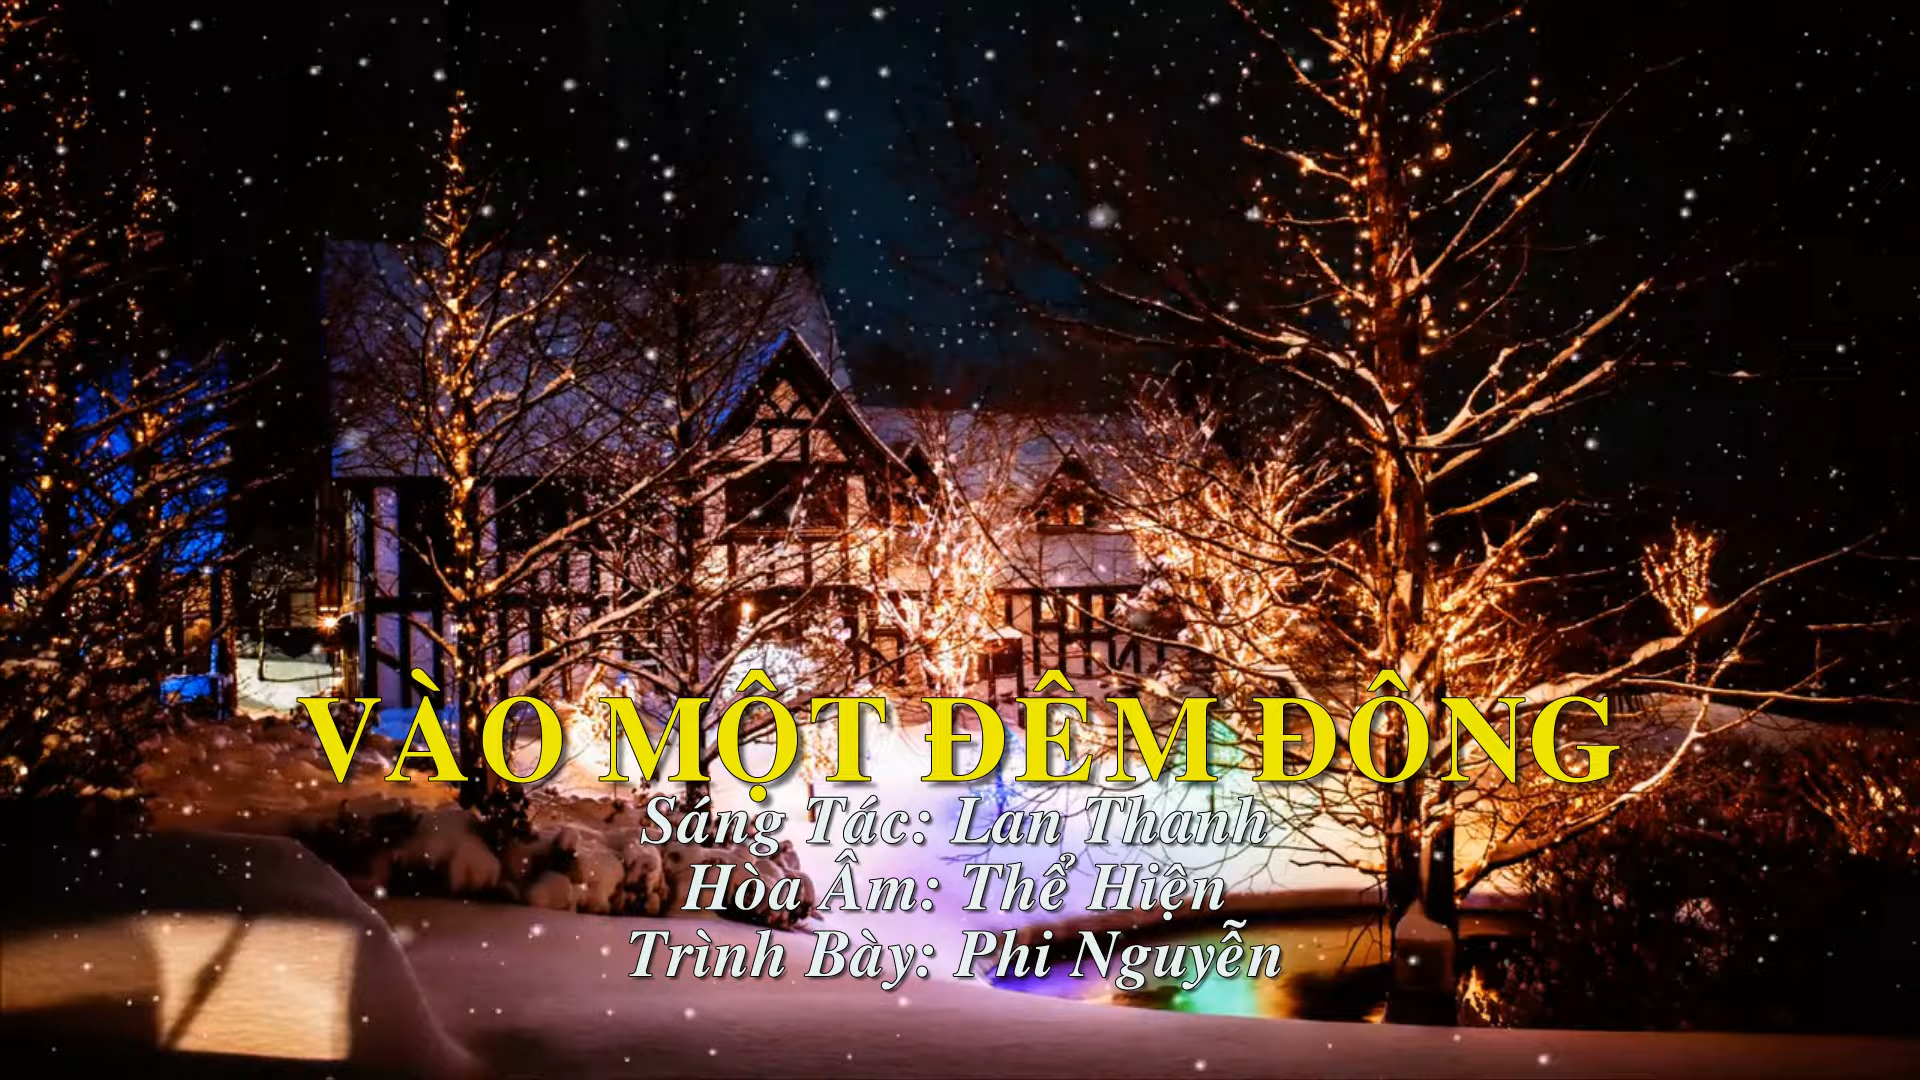 VÀO MỘT ĐÊM ĐÔNG
Sáng Tác: Lan Thanh
Hòa Âm: Thể Hiện
Trình Bày: Phi Nguyễn